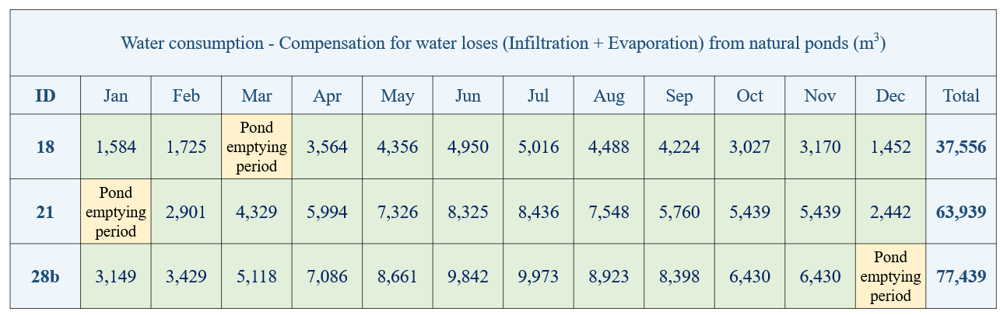 Water consumption - Compensation for water loses (Infiltration + Evaporation) from natural ponds (m³)
ID Jan Feb Mar Apr May Jun Jul Aug Sep Oct Nov Dec Total
18 1,584 1,725 Pond emptying period 3,564 4,356 4,950 5,016 4,488 4,224 3,027 3,170 1,452 37,556
21 Pond emptying period 2,901 4,329 5,994 7,326 8,325 8,436 7,548 5,760 5,439 5,439 2,442 63,939
28b 3,149 3,429 5,118 7,086 8,661 9,842 9,973 8,923 8,398 6,430 6,430 Pond emptying period 77,439